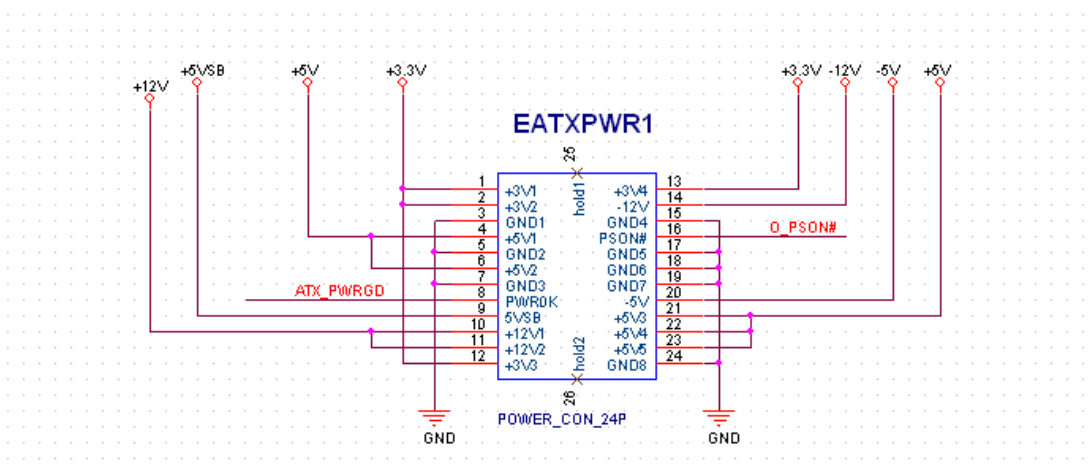 +12V +5VSB +5V +3.3V +3.3V -12V -5V +5V
EATXPWR1
25
hold1
1 +3V1 +3V4 13
2 +3V2 -12V 14
3 GND1 GND4 15
4 +5V1 PSON# 16 O_PSON#
5 GND2 GND5 17
6 +5V2 GND6 18
7 GND3 GND7 19
ATX_PWRGD 8 PWROK -5V 20
9 5VSB +5V3 21
10 +12V1 +5V4 22
11 +12V2 +5V5 23
12 +3V3 GND8 24
hold2
26
POWER_CON_24P
GND GND